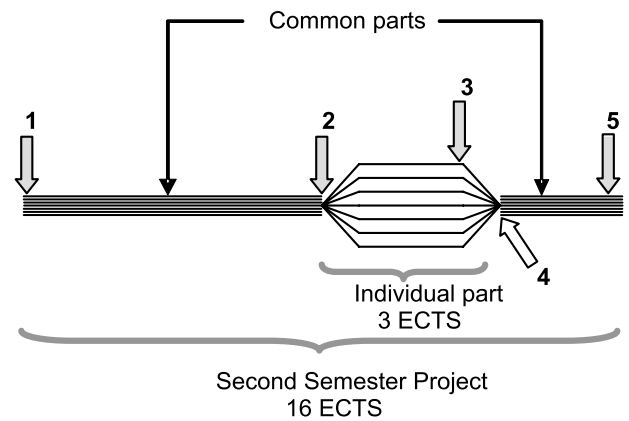 Common parts
1
2
3
5
4
Individual part
3 ECTS
Second Semester Project
16 ECTS